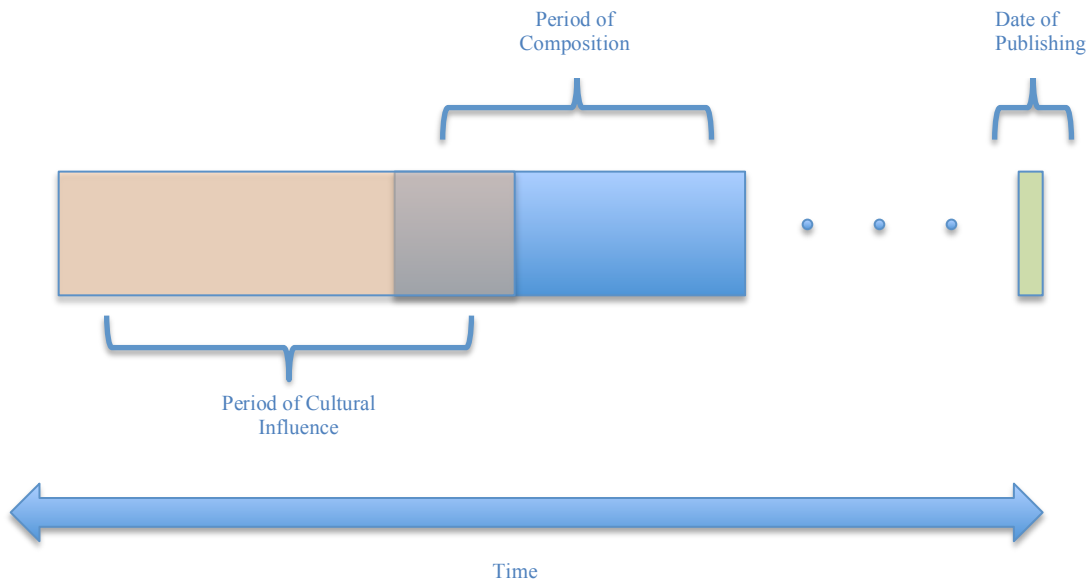 Period of
Composition
Date of
Publishing
Period of Cultural
Influence
Time